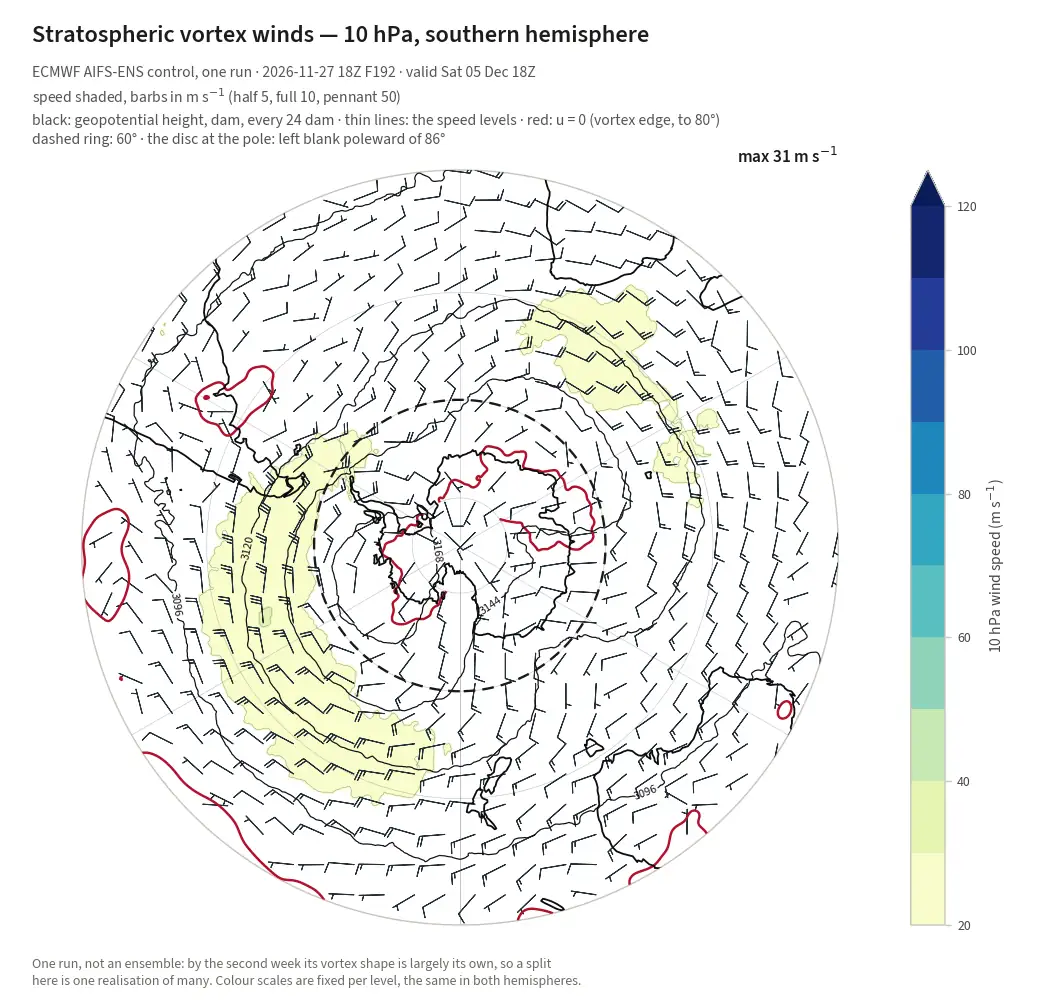 Stratospheric vortex winds — 10 hPa, southern hemisphere
ECMWF AIFS-ENS control, one run · 2026-11-27 18Z F192 · valid Sat 05 Dec 18Z
speed shaded, barbs in m s⁻¹ (half 5, full 10, pennant 50)
black: geopotential height, dam, every 24 dam · thin lines: the speed levels · red: u = 0 (vortex edge, to 80°)
dashed ring: 60° · the disc at the pole: left blank poleward of 86°
max 31 m s⁻¹
120
100
80
60
40
20
10 hPa wind speed (m s⁻¹)
3120
3168
3096
3144
3096
One run, not an ensemble: by the second week its vortex shape is largely its own, so a split
here is one realisation of many. Colour scales are fixed per level, the same in both hemispheres.